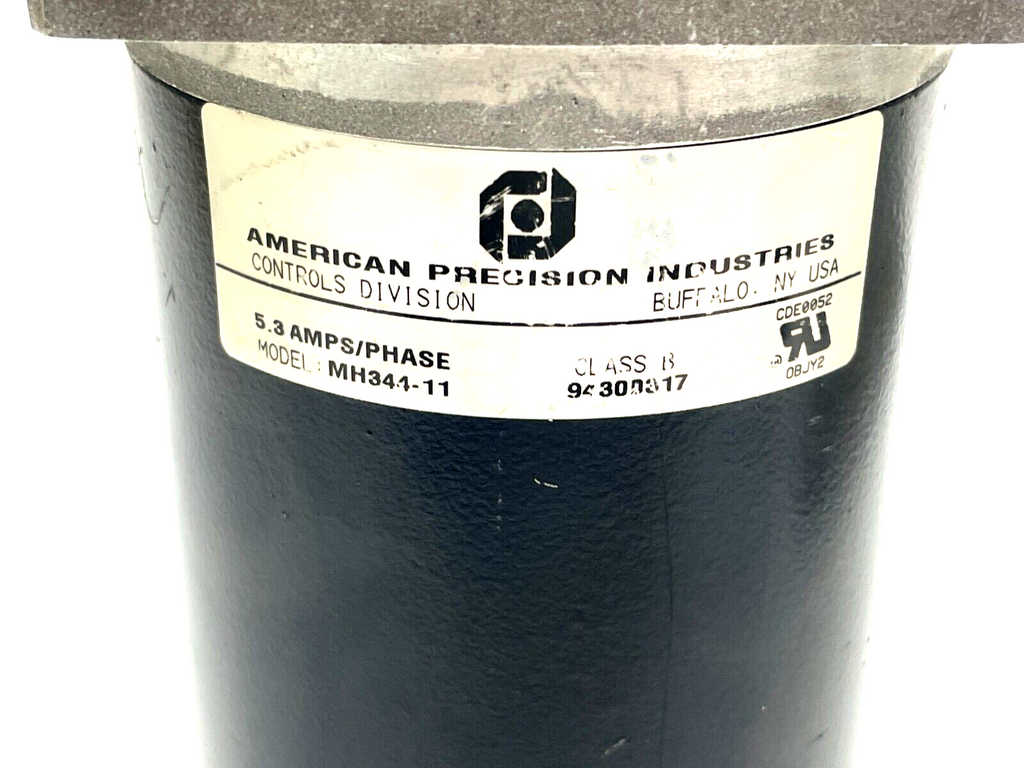 AMERICAN PRECISION INDUSTRIES
CONTROLS DIVISION BUFFALO, NY USA
5.3 AMPS/PHASE CLASS B
MODEL: MH344-11
CDE0052
OBJY2